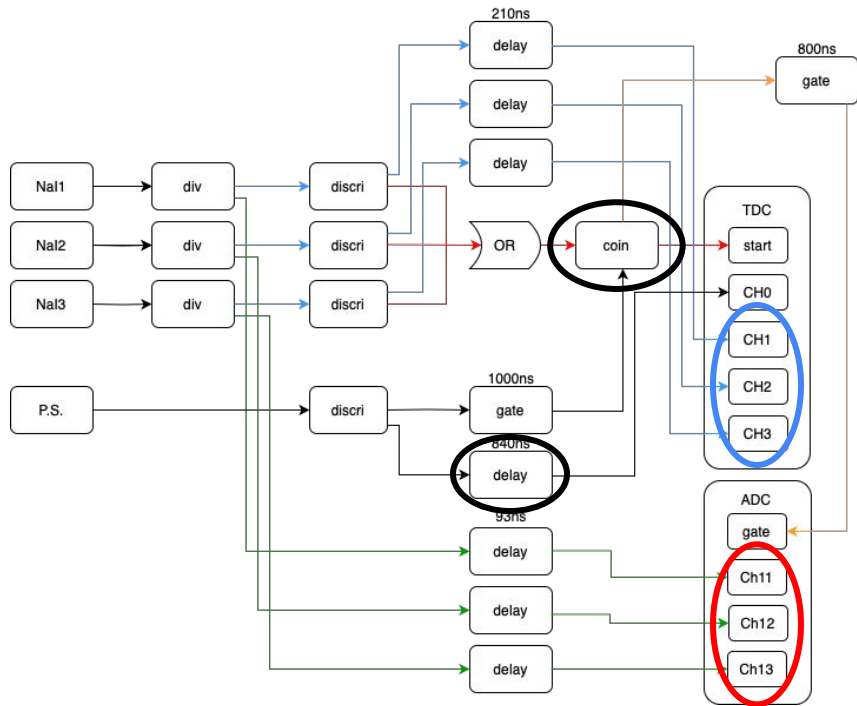 210ns
delay
800ns
gate
delay
delay
NaI1
div
discri
TDC
NaI2
div
discri
OR
coin
start
NaI3
div
discri
CH0
CH1
1000ns
CH2
P.S.
discri
gate
CH3
840ns
delay
ADC
93ns
gate
delay
Ch11
delay
Ch12
delay
Ch13